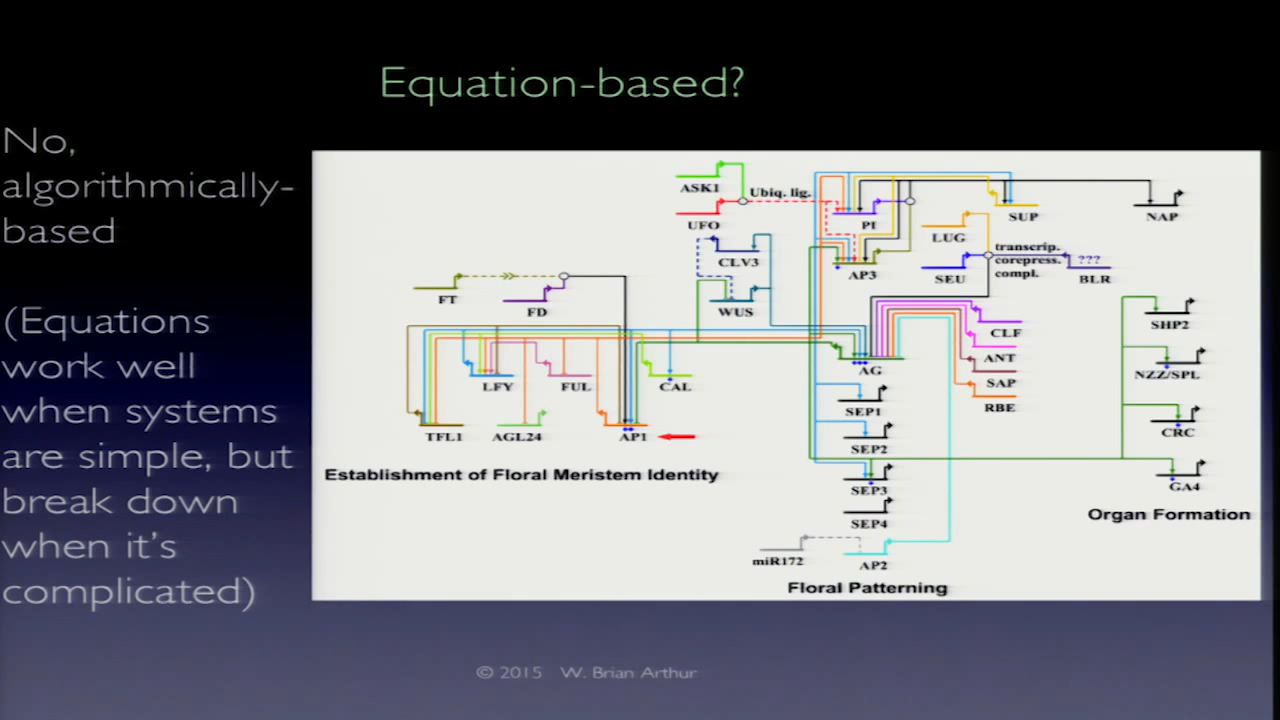 Equation-based?
No,
algorithmically-
based
(Equations
work well
when systems
are simple, but
break down
when it's
complicated)
ASK1
Ubiq. lig.
UFO
PI
SUP
NAP
LUG
CLV3
transcrip.
corepress.
compl.
???
AP3
SEU
BLR
FT
FD
WUS
SHP2
CLF
ANT
AG
NZZ/SPL
LFY
FUL
CAL
SAP
SEP1
RBE
TFL1
AGL24
AP1
CRC
SEP2
Establishment of Floral Meristem Identity
SEP3
GA4
Organ Formation
SEP4
miR172
AP2
Floral Patterning
© 2015 W. Brian Arthur